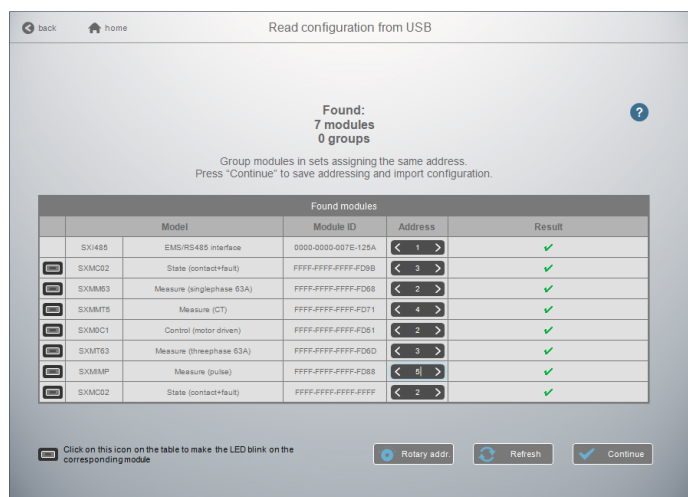 back home Read configuration from USB
Found:
7 modules
0 groups
?
Group modules in sets assigning the same address.
Press "Continue" to save addressing and import configuration.
Found modules
Model Module ID Address Result
SXI485 EMS/RS485 interface 0000-0000-007E-125A 1
SXMC02 State (contact+fault) FFFF-FFFF-FFFF-FD9B 3
SXMM63 Measure (singlephase 63A) FFFF-FFFF-FFFF-FD68 2
SXMMT5 Measure (CT) FFFF-FFFF-FFFF-FD71 4
SXM0C1 Control (motor driven) FFFF-FFFF-FFFF-FD51 2
SXMT63 Measure (threephase 63A) FFFF-FFFF-FFFF-FD6D 3
SXMIMP Measure (pulse) FFFF-FFFF-FFFF-FD88 5
SXMC02 State (contact+fault) FFFF-FFFF-FFFF-FFFF 2
Click on this icon on the table to make the LED blink on the
corresponding module
Rotary addr. Refresh Continue